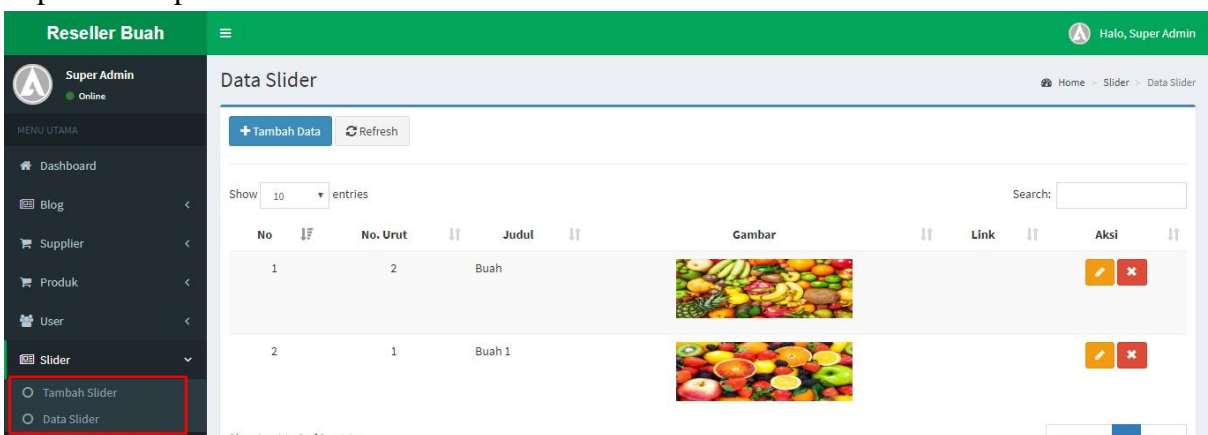 Reseller Buah
Halo, Super Admin
Super Admin
Online
Data Slider
Home > Slider > Data Slider
MENU UTAMA
Tambah Data
Refresh
Dashboard
Blog
Supplier
Produk
User
Slider
Tambah Slider
Data Slider
Show 10 entries
Search:
No No. Urut Judul Gambar Link Aksi
1 2 Buah
2 1 Buah 1